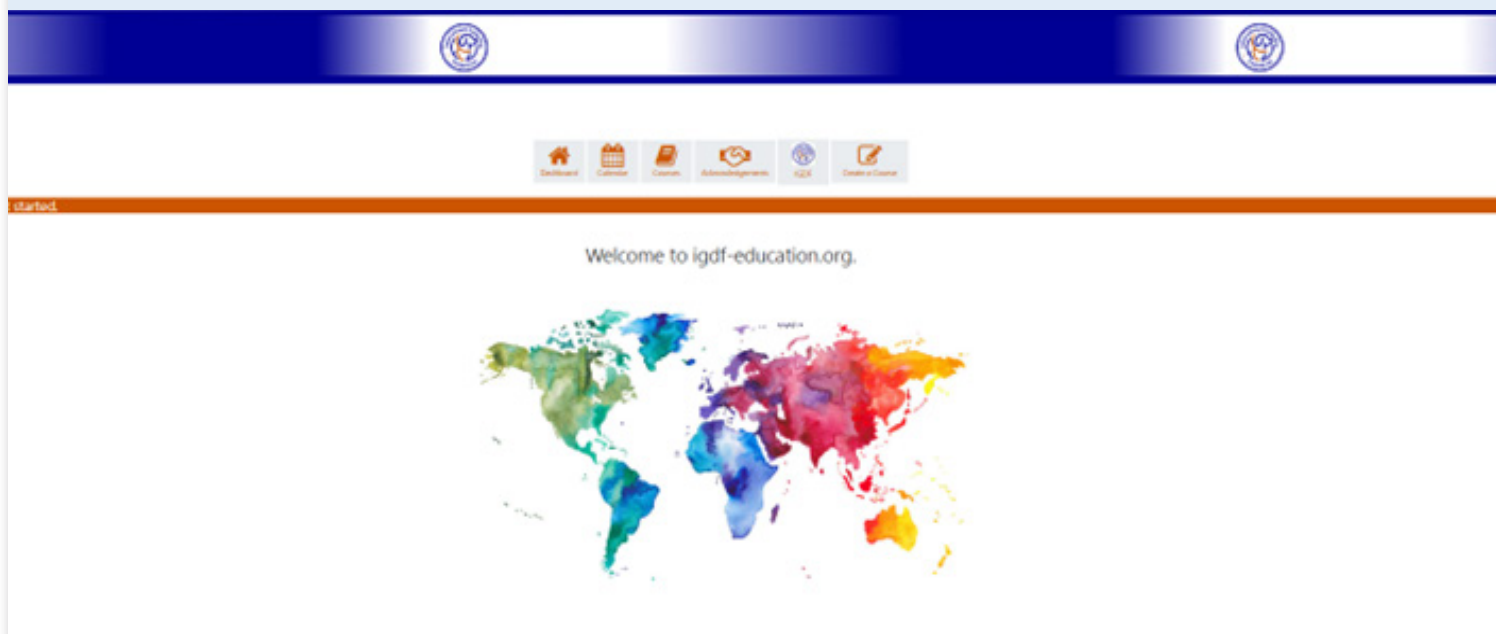 Dashboard Calendar Courses Acknowledgements IGDF Create a Course
started.
Welcome to igdf-education.org.